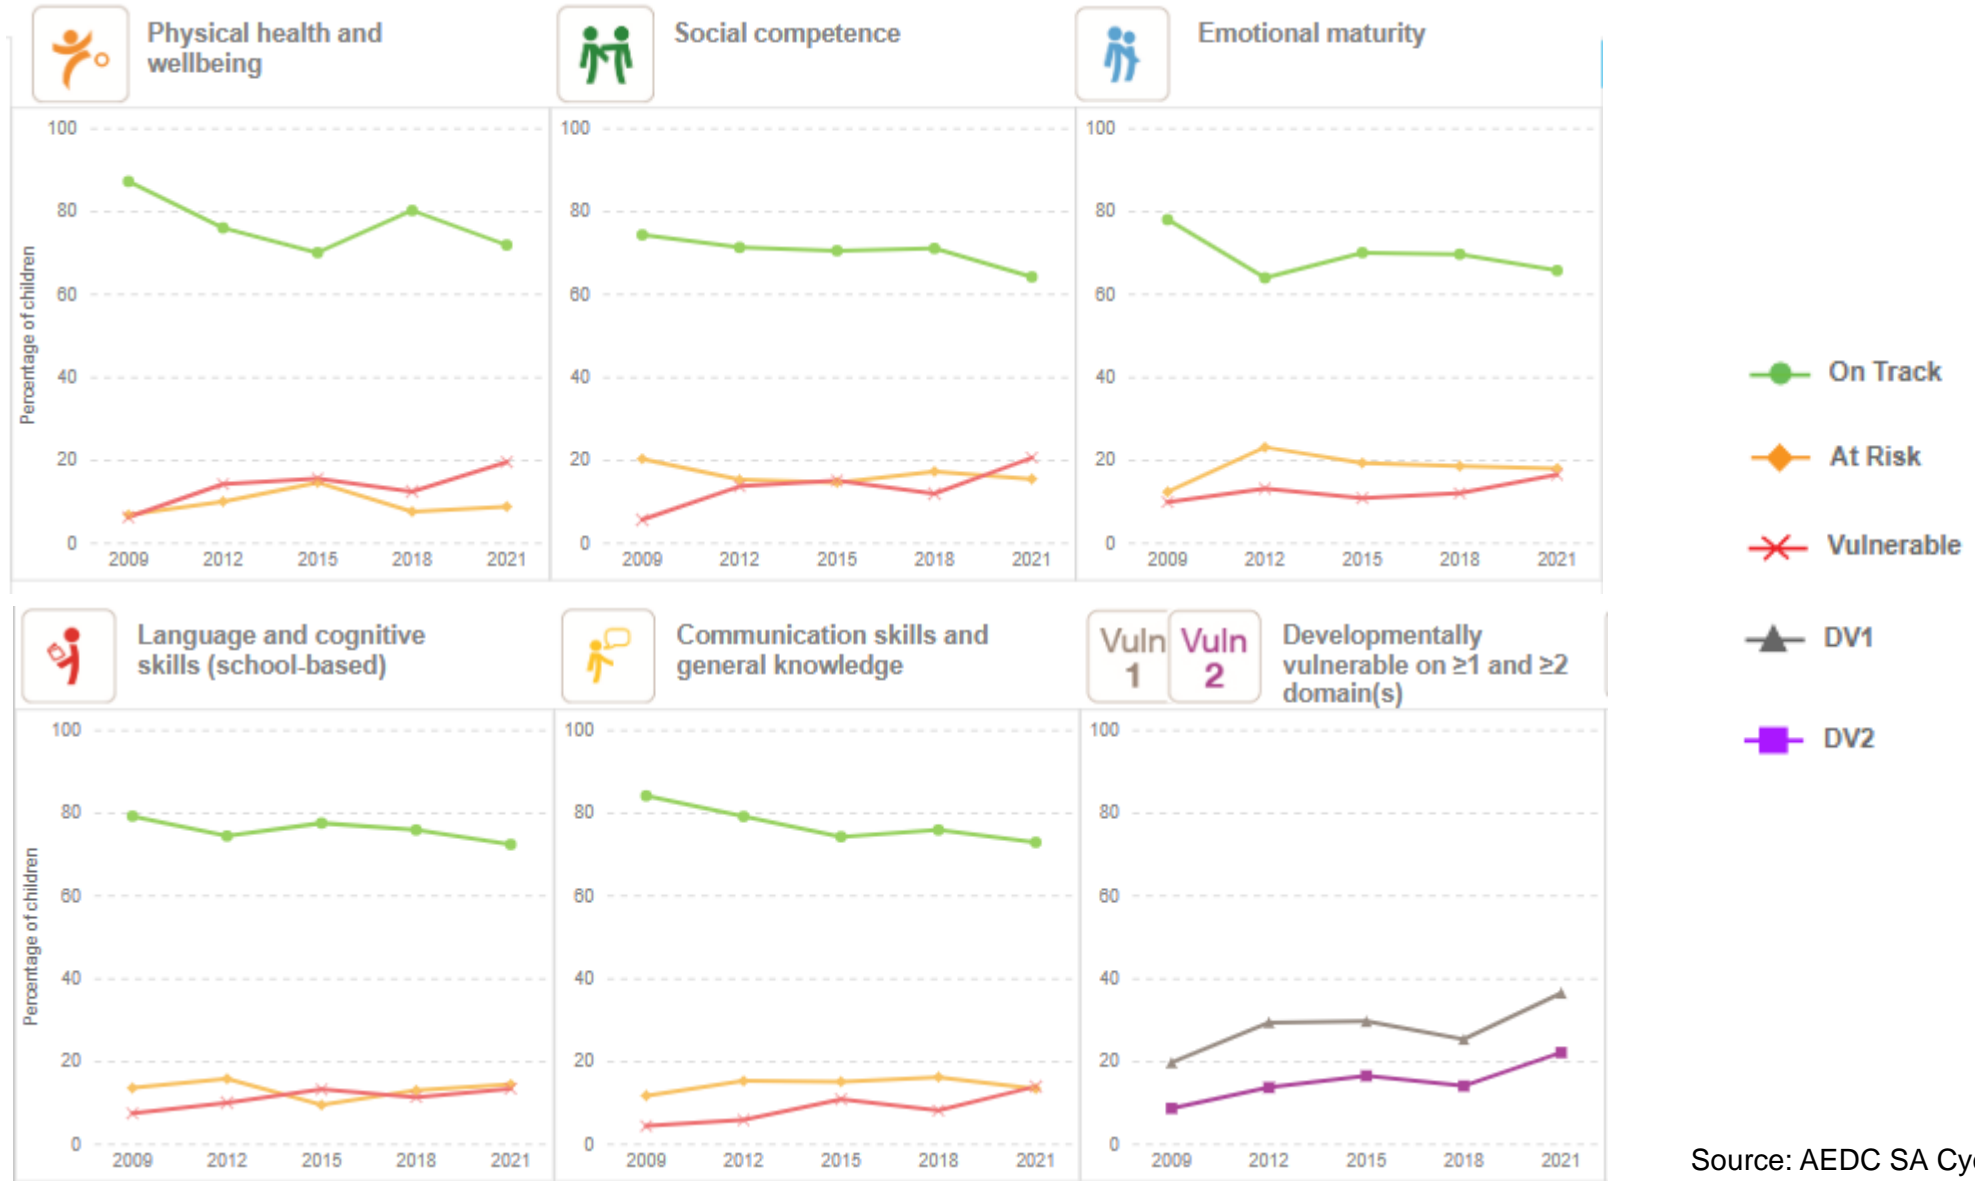 Physical health and
wellbeing
Social competence
Emotional maturity
Percentage of children
100
80
60
40
20
0
2009 2012 2015 2018 2021
100
80
60
40
20
0
2009 2012 2015 2018 2021
100
80
60
40
20
0
2009 2012 2015 2018 2021
Language and cognitive
skills (school-based)
Communication skills and
general knowledge
Vuln
1
Vuln
2
Developmentally
vulnerable on ≥1 and ≥2
domain(s)
Percentage of children
100
80
60
40
20
0
2009 2012 2015 2018 2021
100
80
60
40
20
0
2009 2012 2015 2018 2021
100
80
60
40
20
0
2009 2012 2015 2018 2021
On Track
At Risk
Vulnerable
DV1
DV2
Source: AEDC SA